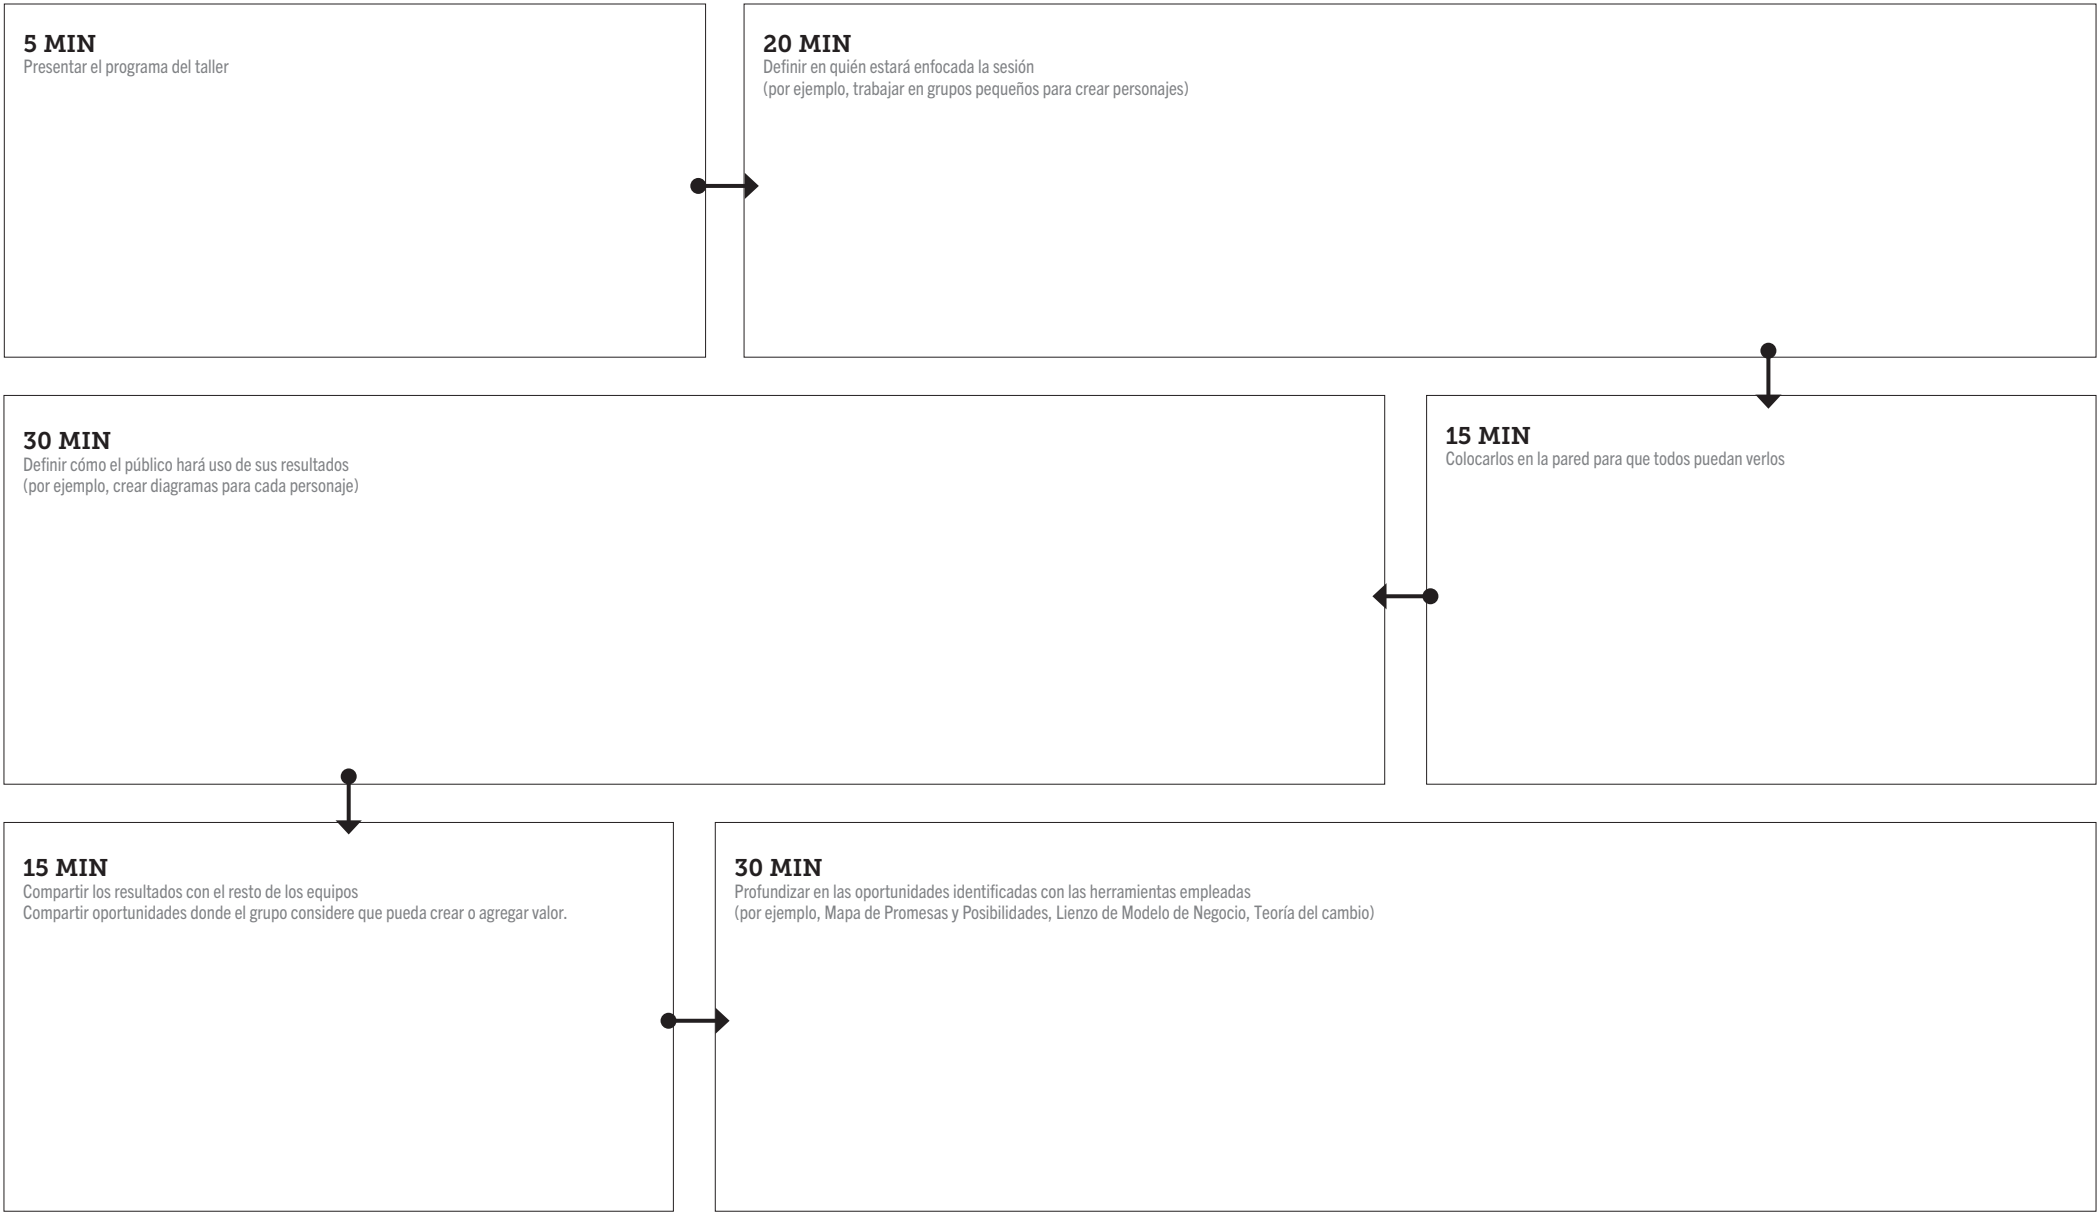 5 MIN
Presentar el programa del taller
20 MIN
Definir en quién estará enfocada la sesión
(por ejemplo, trabajar en grupos pequeños para crear personajes)
15 MIN
Colocarlos en la pared para que todos puedan verlos
30 MIN
Definir cómo el público hará uso de sus resultados
(por ejemplo, crear diagramas para cada personaje)
15 MIN
Compartir los resultados con el resto de los equipos
Compartir oportunidades donde el grupo considere que pueda crear o agregar valor.
30 MIN
Profundizar en las oportunidades identificadas con las herramientas empleadas
(por ejemplo, Mapa de Promesas y Posibilidades, Lienzo de Modelo de Negocio, Teoría del cambio)